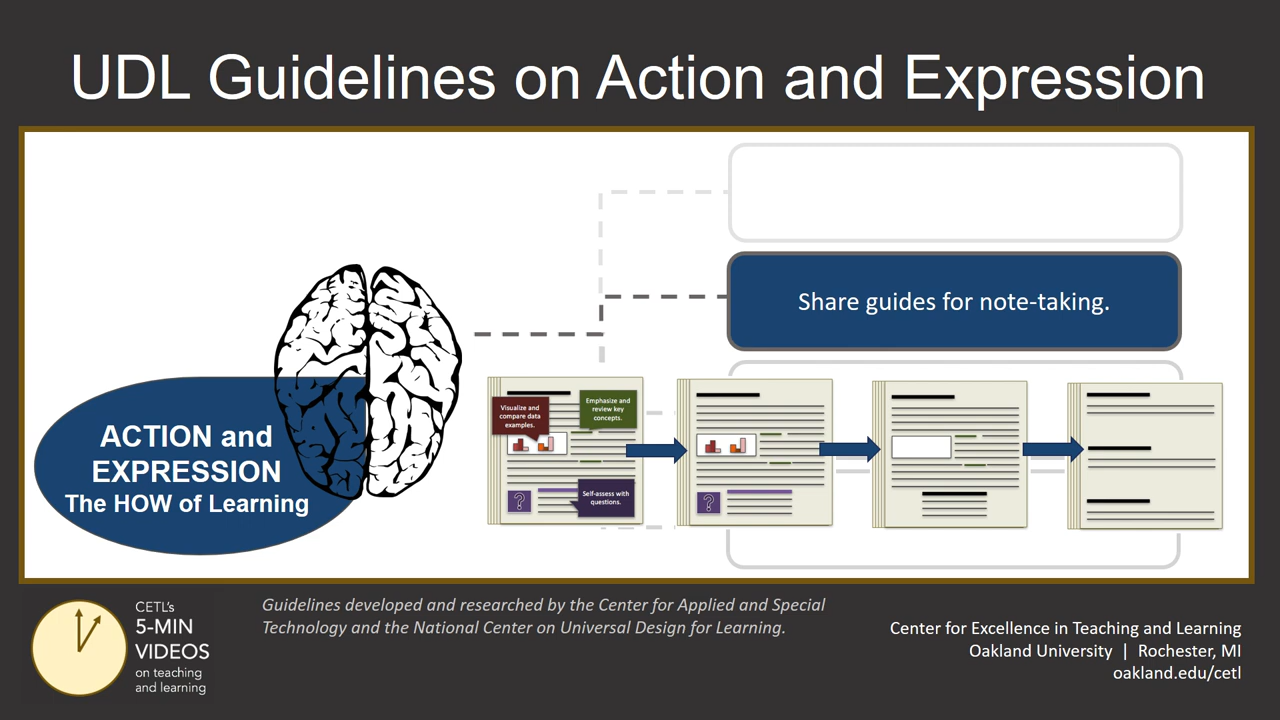 UDL Guidelines on Action and Expression
Share guides for note-taking.
ACTION and
EXPRESSION
The HOW of Learning
Visualize and
compare data
examples.
Emphasize and
review key
concepts.
?
Self-assess with
questions.
?
CETL's
5-MIN
VIDEOS
on teaching
and learning
Guidelines developed and researched by the Center for Applied and Special
Technology and the National Center on Universal Design for Learning.
Center for Excellence in Teaching and Learning
Oakland University | Rochester, MI
oakland.edu/cetl